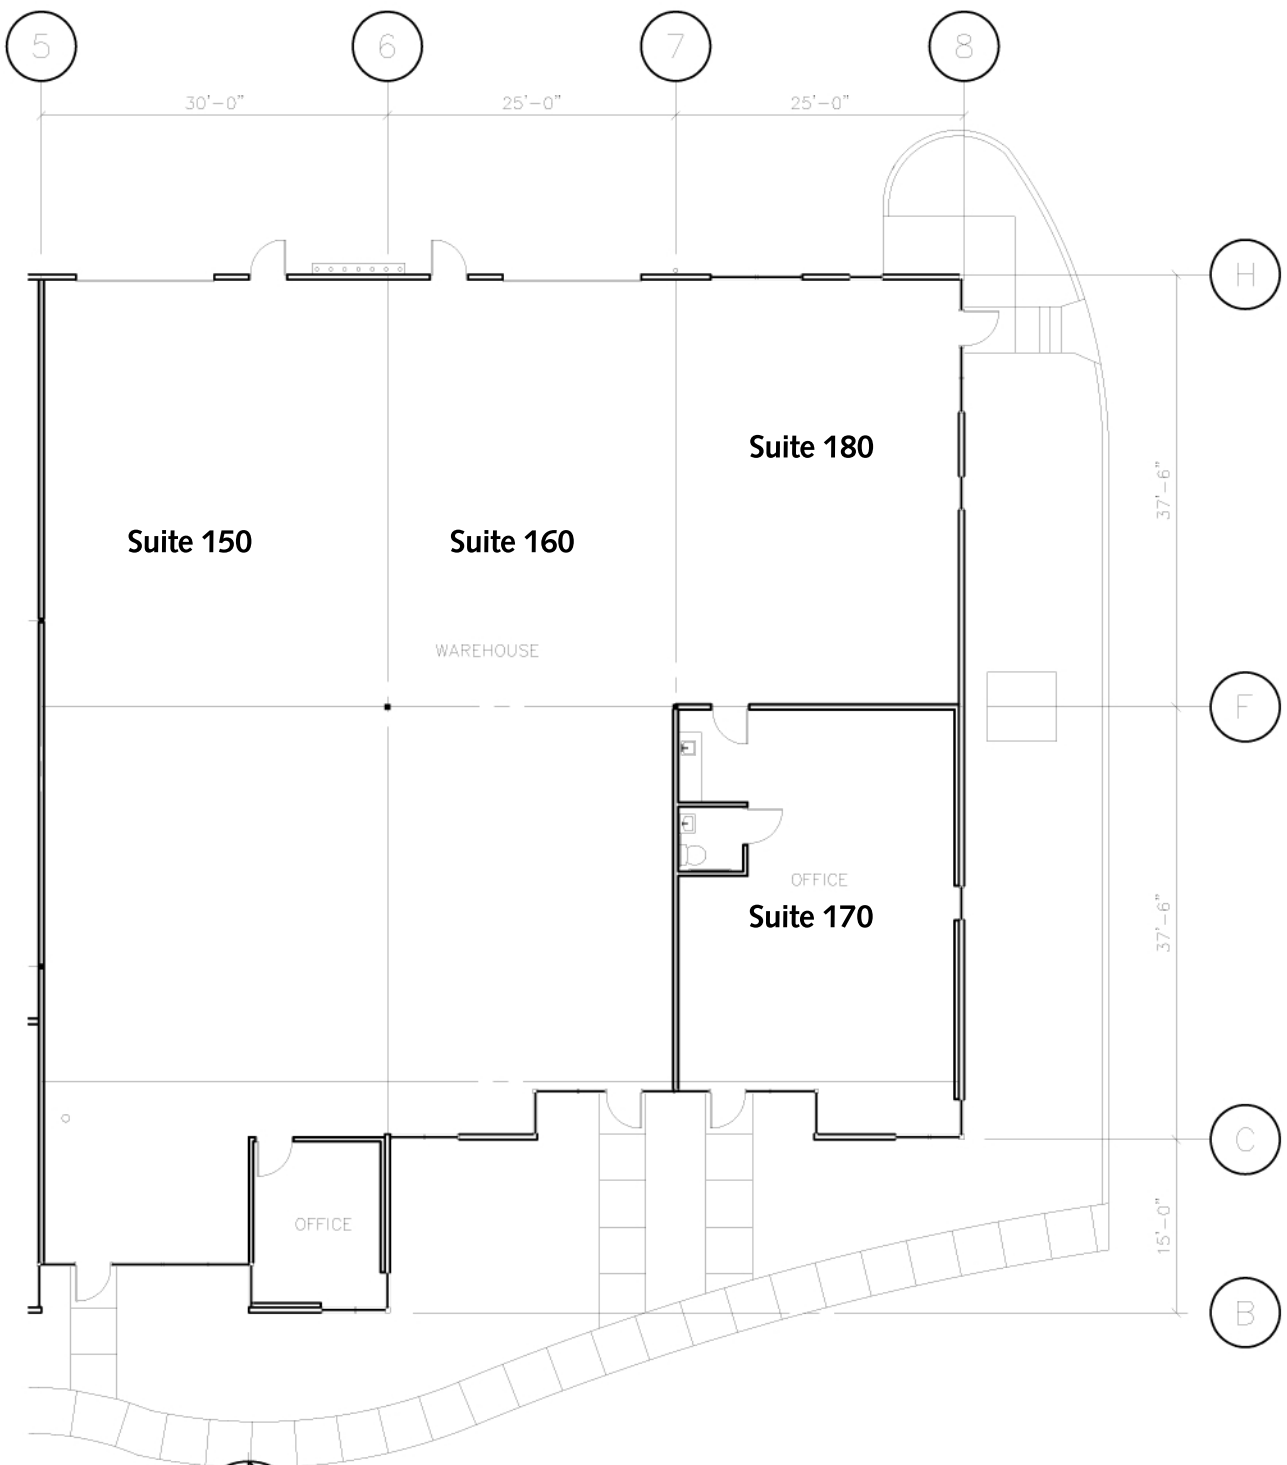 5 6 7 8
30'-0" 25'-0" 25'-0"
H
Suite 180
37'-6"
Suite 150 Suite 160
WAREHOUSE
F
OFFICE
Suite 170
37'-6"
C
OFFICE
15'-0"
B